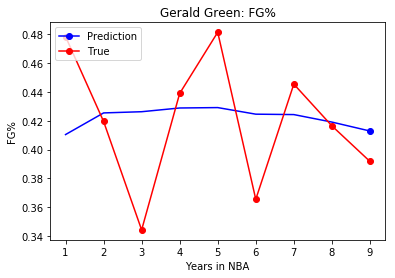 Gerald Green: FG%
Prediction
True
0.48
0.46
0.44
0.42
0.40
0.38
0.36
0.34
FG%
1 2 3 4 5 6 7 8 9
Years in NBA